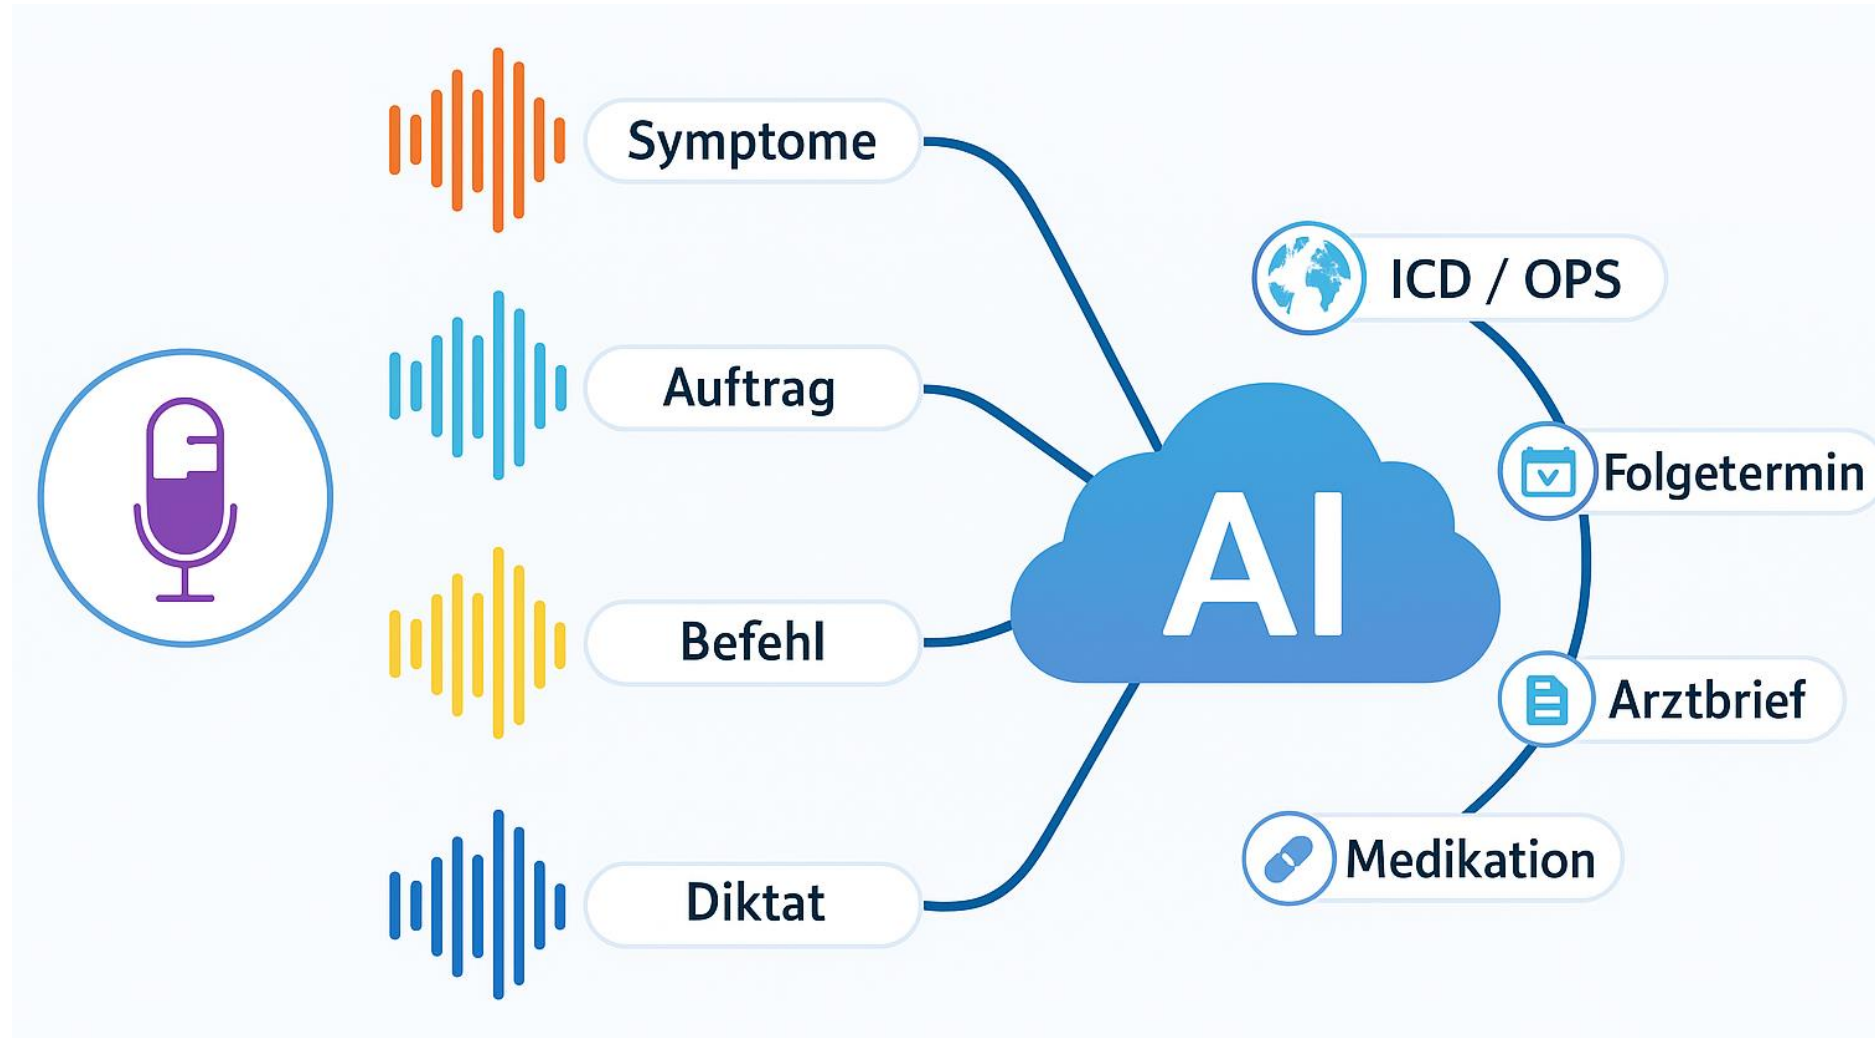 Symptome
Auftrag
Befehl
Diktat
AI
ICD / OPS
Folgetermin
Arztbrief
Medikation